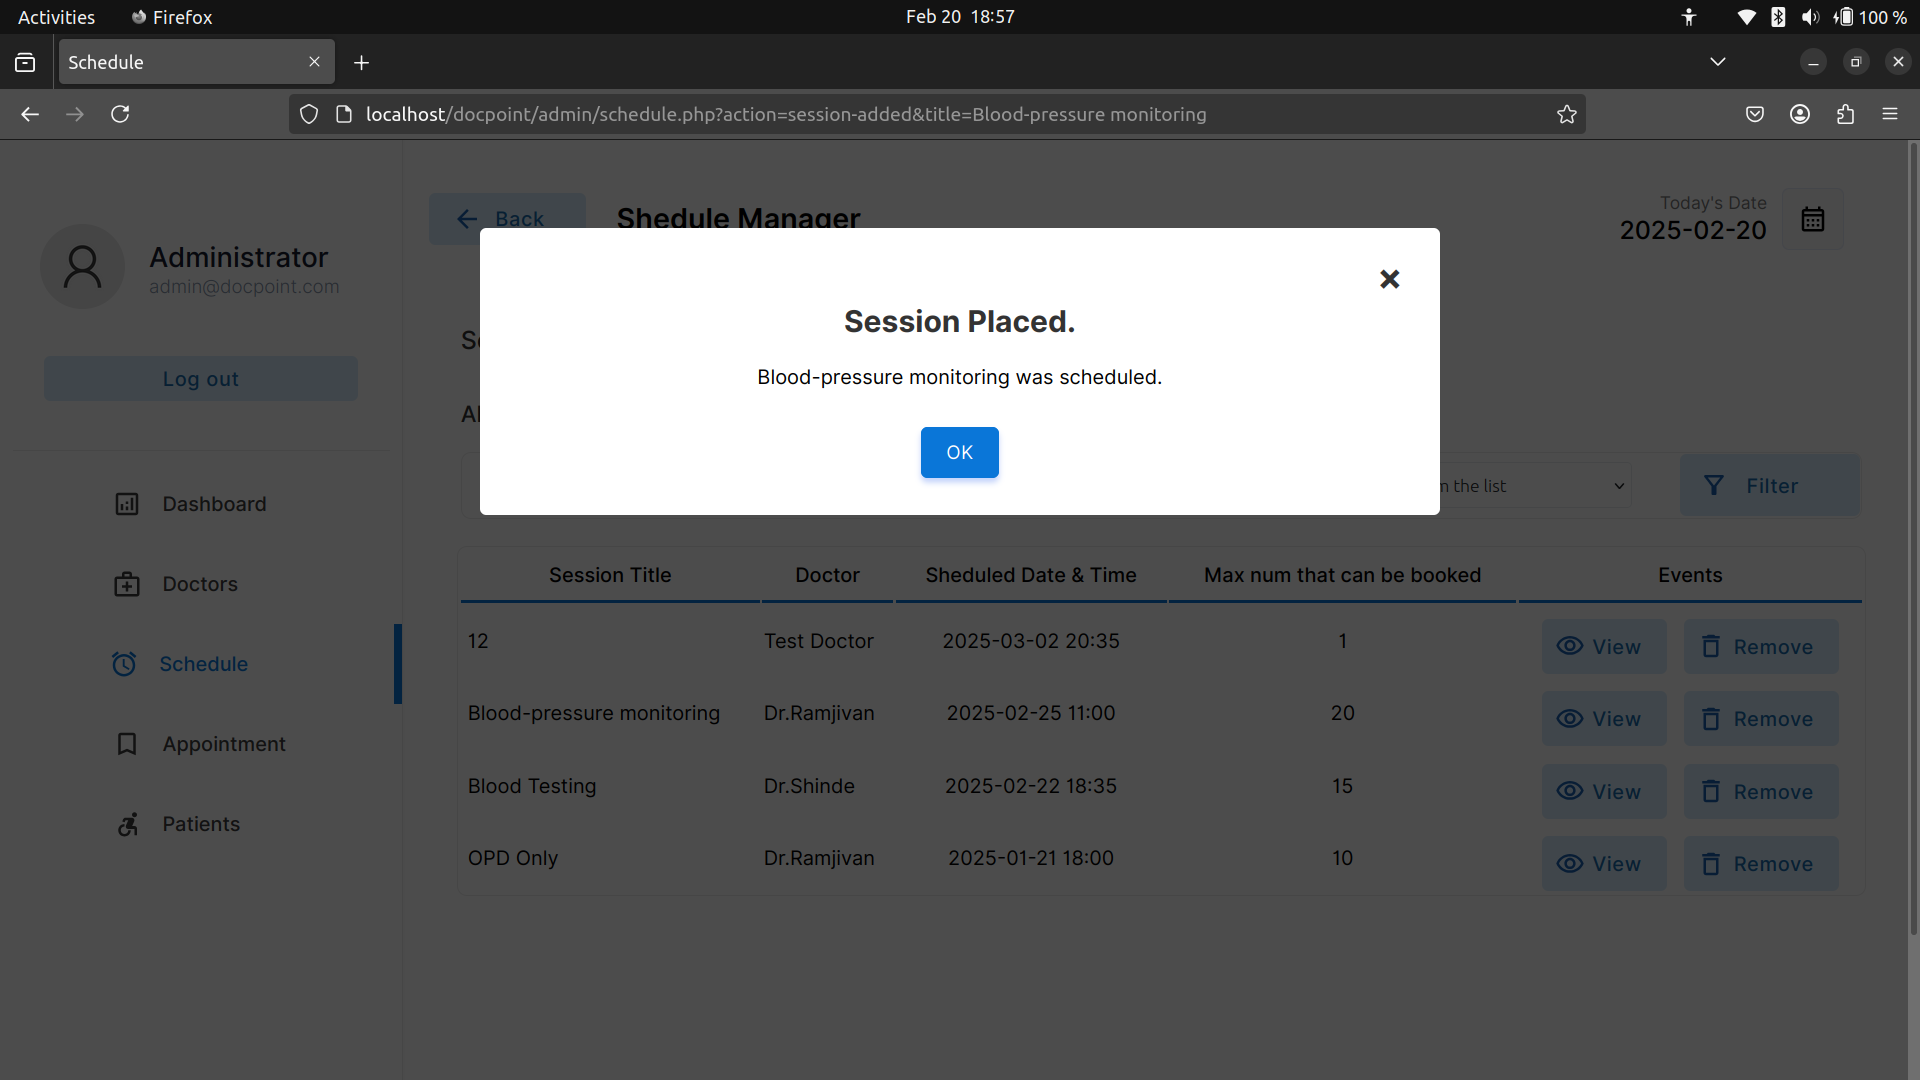 Activities Firefox Feb 20 18:57 100 %
Schedule
localhost/docpoint/admin/schedule.php?action=session-added&title=Blood-pressure monitoring
Back Shedule Manager Today's Date
2025-02-20
Administrator
admin@docpoint.com
Log out
Dashboard
Doctors
Schedule
Appointment
Patients
Session Placed.
Blood-pressure monitoring was scheduled.
OK
the list Filter
Session Title Doctor Sheduled Date & Time Max num that can be booked Events
12 Test Doctor 2025-03-02 20:35 1 View Remove
Blood-pressure monitoring Dr.Ramjivan 2025-02-25 11:00 20 View Remove
Blood Testing Dr.Shinde 2025-02-22 18:35 15 View Remove
OPD Only Dr.Ramjivan 2025-01-21 18:00 10 View Remove